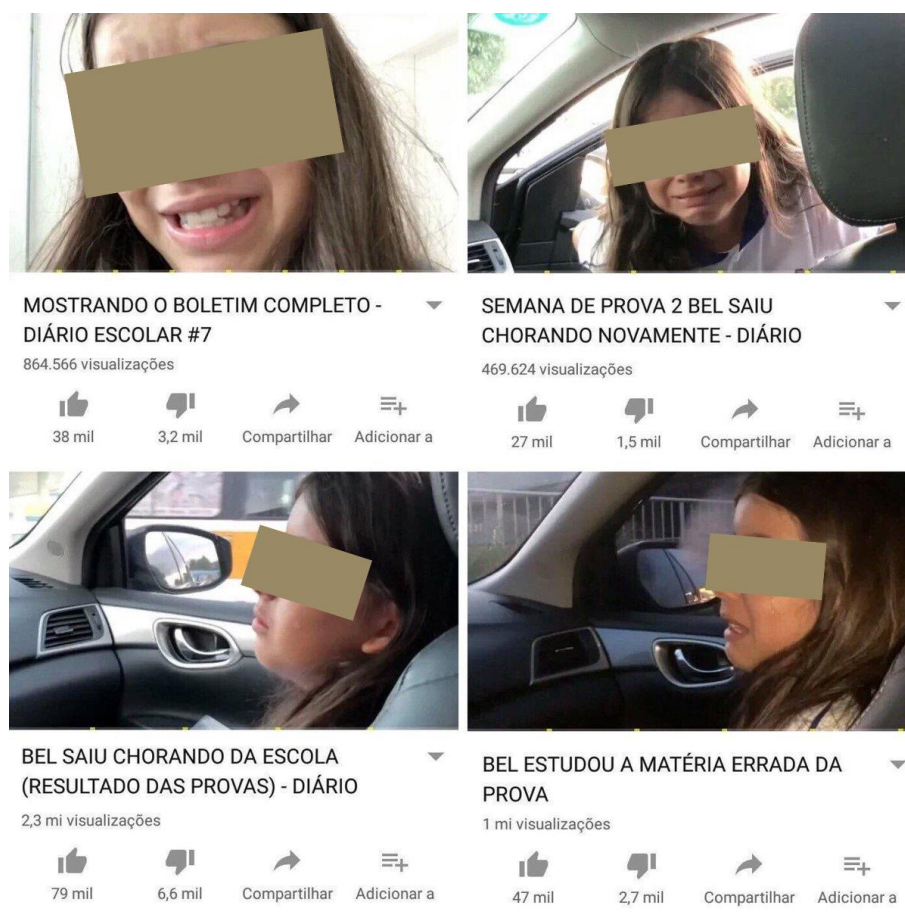 MOSTRANDO O BOLETIM COMPLETO -
DIÁRIO ESCOLAR #7
864.566 visualizações
38 mil
3,2 mil
Compartilhar
Adicionar a
SEMANA DE PROVA 2 BEL SAIU
CHORANDO NOVAMENTE - DIÁRIO
469.624 visualizações
27 mil
1,5 mil
Compartilhar
Adicionar a
BEL SAIU CHORANDO DA ESCOLA
(RESULTADO DAS PROVAS) - DIÁRIO
2,3 mi visualizações
79 mil
6,6 mil
Compartilhar
Adicionar a
BEL ESTUDOU A MATÉRIA ERRADA DA
PROVA
1 mi visualizações
47 mil
2,7 mil
Compartilhar
Adicionar a